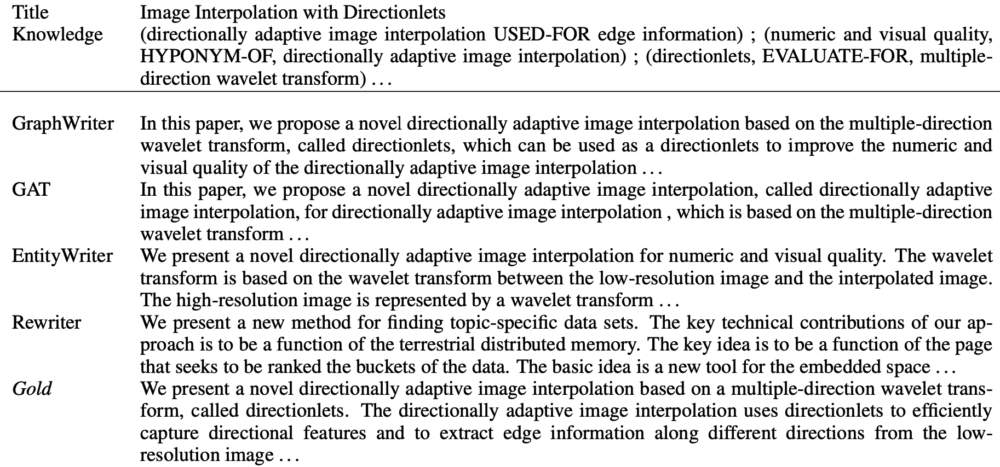 Title Image Interpolation with Directionlets
Knowledge (directionally adaptive image interpolation USED-FOR edge information) ; (numeric and visual quality,
HYPONYM-OF, directionally adaptive image interpolation) ; (directionlets, EVALUATE-FOR, multiple-
direction wavelet transform) ...
GraphWriter In this paper, we propose a novel directionally adaptive image interpolation based on the multiple-direction
wavelet transform, called directionlets, which can be used as a directionlets to improve the numeric and
visual quality of the directionally adaptive image interpolation ...
GAT In this paper, we propose a novel directionally adaptive image interpolation, called directionally adaptive
image interpolation, for directionally adaptive image interpolation , which is based on the multiple-direction
wavelet transform ...
EntityWriter We present a novel directionally adaptive image interpolation for numeric and visual quality. The wavelet
transform is based on the wavelet transform between the low-resolution image and the interpolated image.
The high-resolution image is represented by a wavelet transform ...
Rewriter We present a new method for finding topic-specific data sets. The key technical contributions of our ap-
proach is to be a function of the terrestrial distributed memory. The key idea is to be a function of the page
that seeks to be ranked the buckets of the data. The basic idea is a new tool for the embedded space ...
Gold We present a novel directionally adaptive image interpolation based on a multiple-direction wavelet trans-
form, called directionlets. The directionally adaptive image interpolation uses directionlets to efficiently
capture directional features and to extract edge information along different directions from the low-
resolution image ...